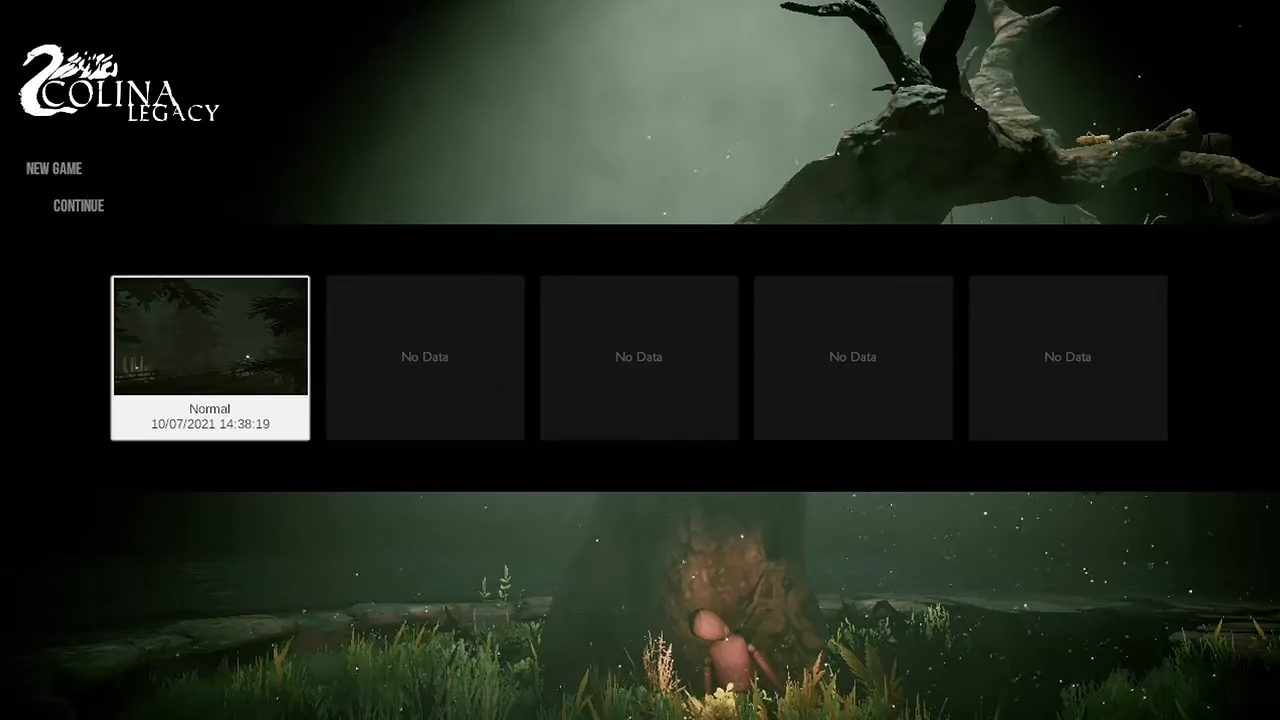 COLINA
LEGACY
NEW GAME
CONTINUE
No Data
No Data
No Data
No Data
Normal
10/07/2021 14:38:19